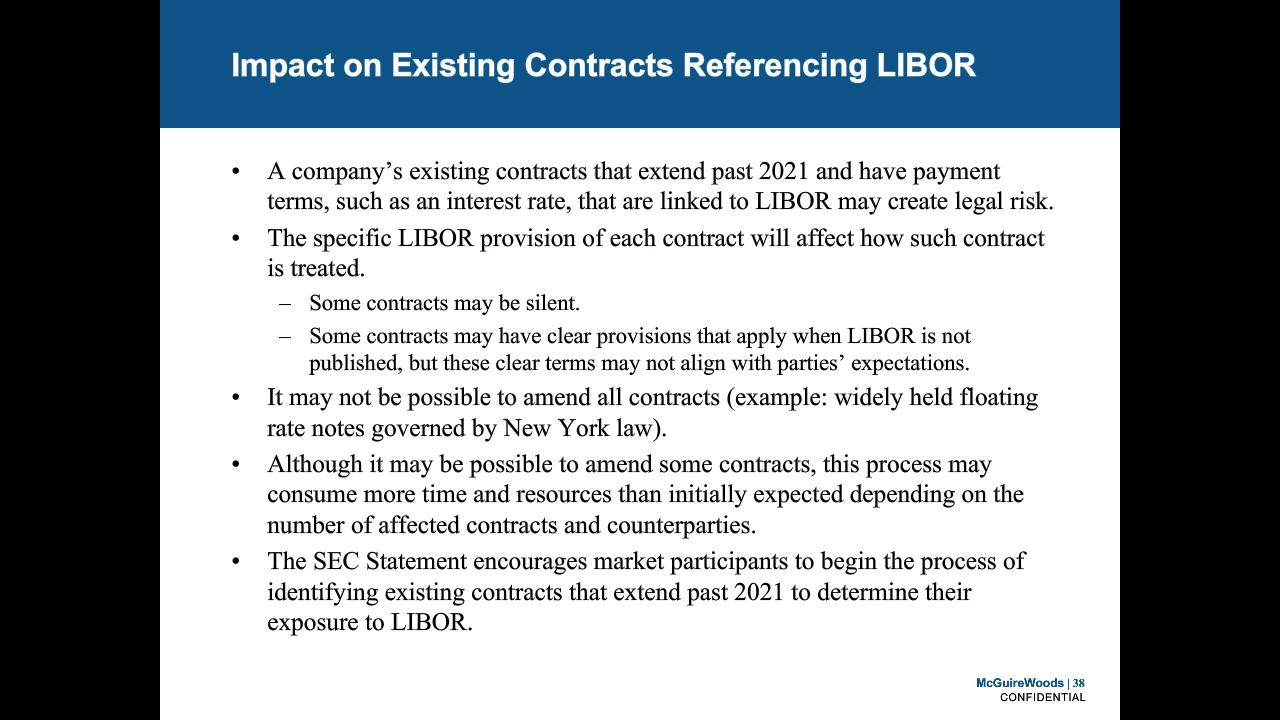 Impact on Existing Contracts Referencing LIBOR
• A company’s existing contracts that extend past 2021 and have payment
terms, such as an interest rate, that are linked to LIBOR may create legal risk.
• The specific LIBOR provision of each contract will affect how such contract
is treated.
– Some contracts may be silent.
– Some contracts may have clear provisions that apply when LIBOR is not
published, but these clear terms may not align with parties’ expectations.
• It may not be possible to amend all contracts (example: widely held floating
rate notes governed by New York law).
• Although it may be possible to amend some contracts, this process may
consume more time and resources than initially expected depending on the
number of affected contracts and counterparties.
• The SEC Statement encourages market participants to begin the process of
identifying existing contracts that extend past 2021 to determine their
exposure to LIBOR.
McGuireWoods | 38
CONFIDENTIAL